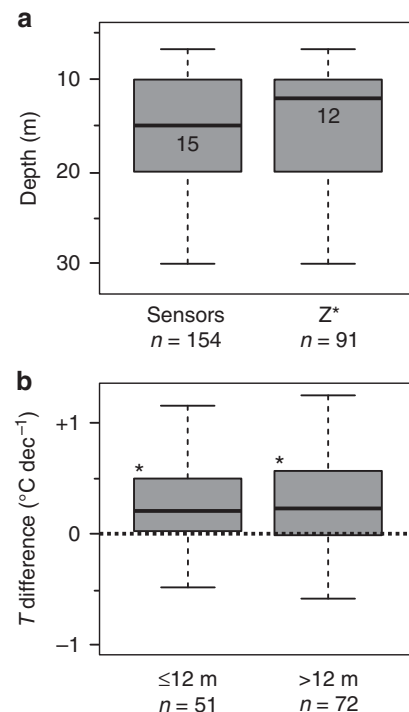 a
Depth (m)
10
20
30
15
12
Sensors Z*
n = 154 n = 91
b
T difference (°C dec⁻¹)
+1
0
−1
* *
≤12 m >12 m
n = 51 n = 72